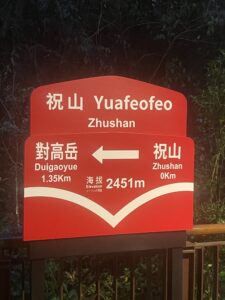 祝山 Yuafeofeo
Zhushan
對高岳 ← 祝山
Duigaoyue Zhushan
1.35Km 0Km
海拔 2451m
Elevation